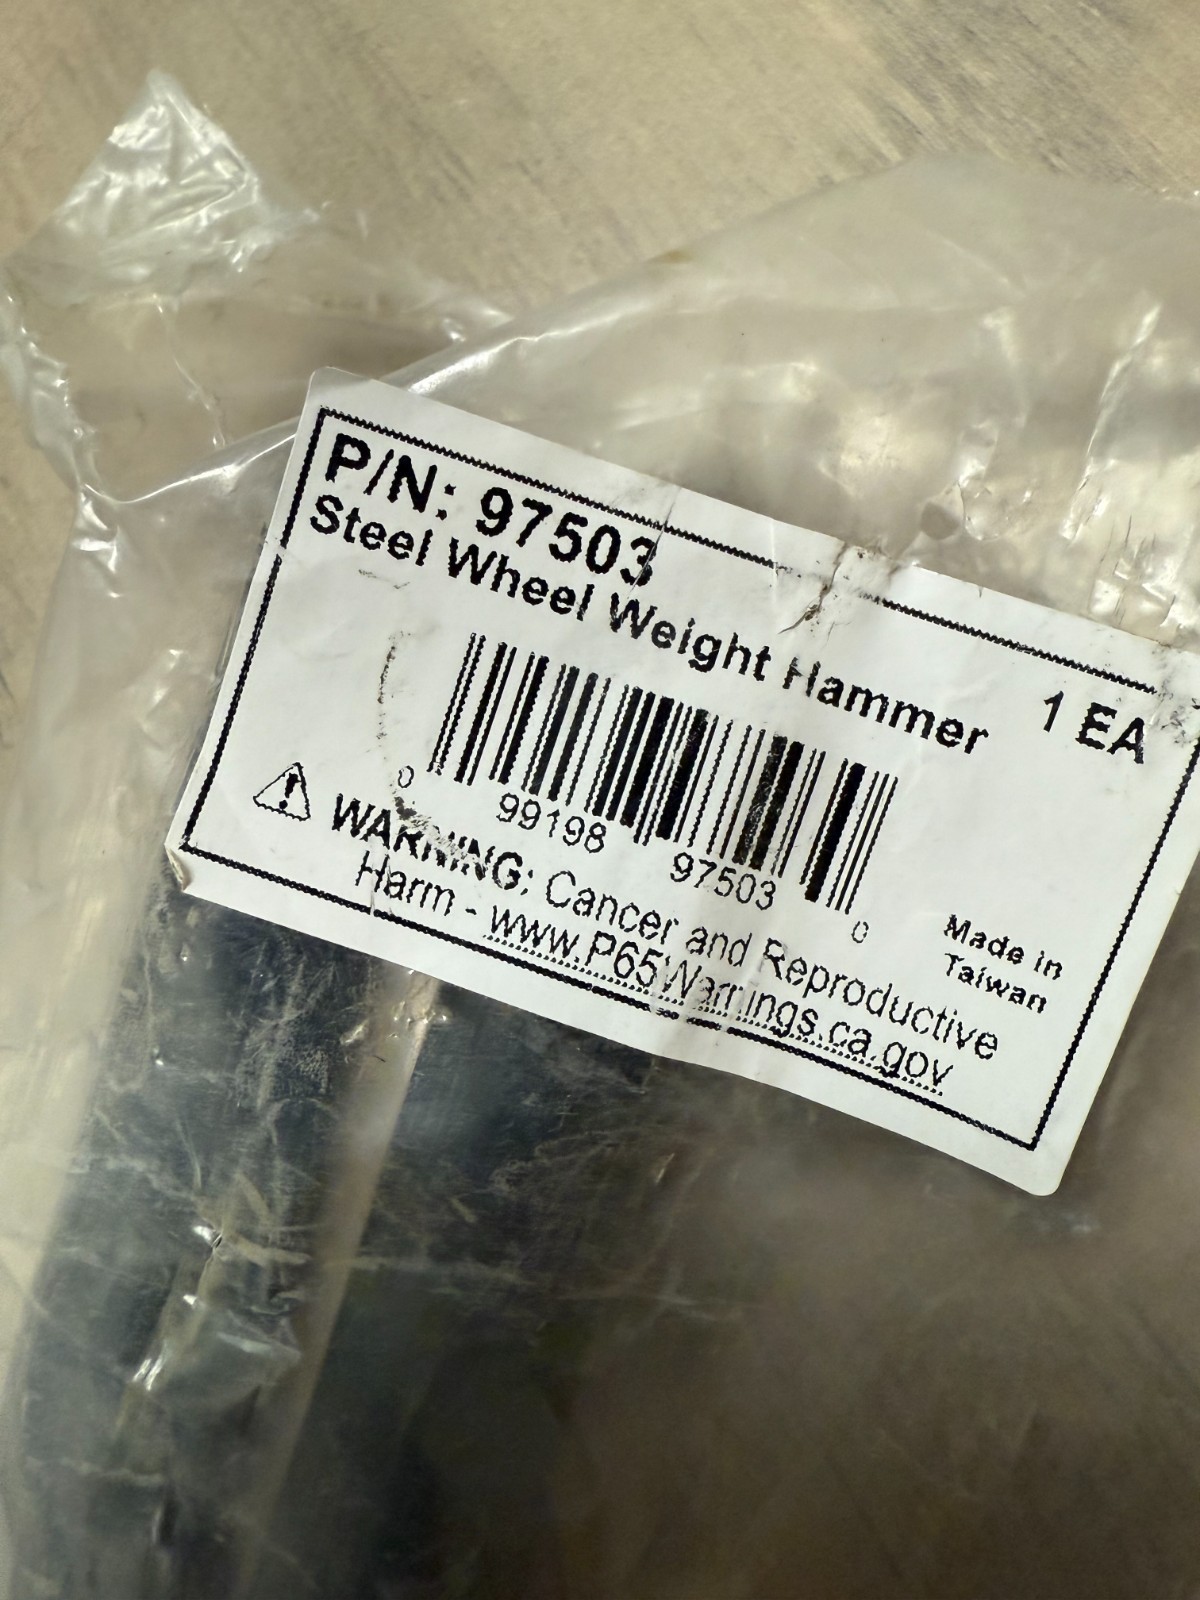 P/N: 97503
Steel Wheel Weight Hammer
1 EA
0 99198 97503 0
WARNING: Cancer and Reproductive
Harm - www.P65Warnings.ca.gov
Made in
Taiwan